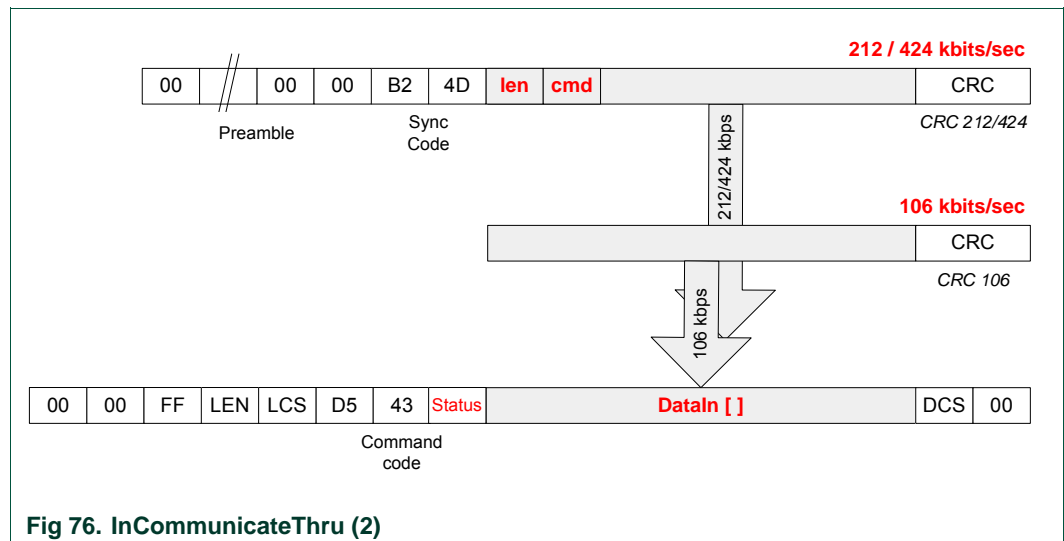 212 / 424 kbits/sec
00 00 00 B2 4D len cmd CRC
Preamble
Sync
Code
CRC 212/424
212/424 kbps
106 kbits/sec
CRC
CRC 106
106 kbps
00 00 FF LEN LCS D5 43 Status DataIn [ ] DCS 00
Command
code
Fig 76. InCommunicateThru (2)